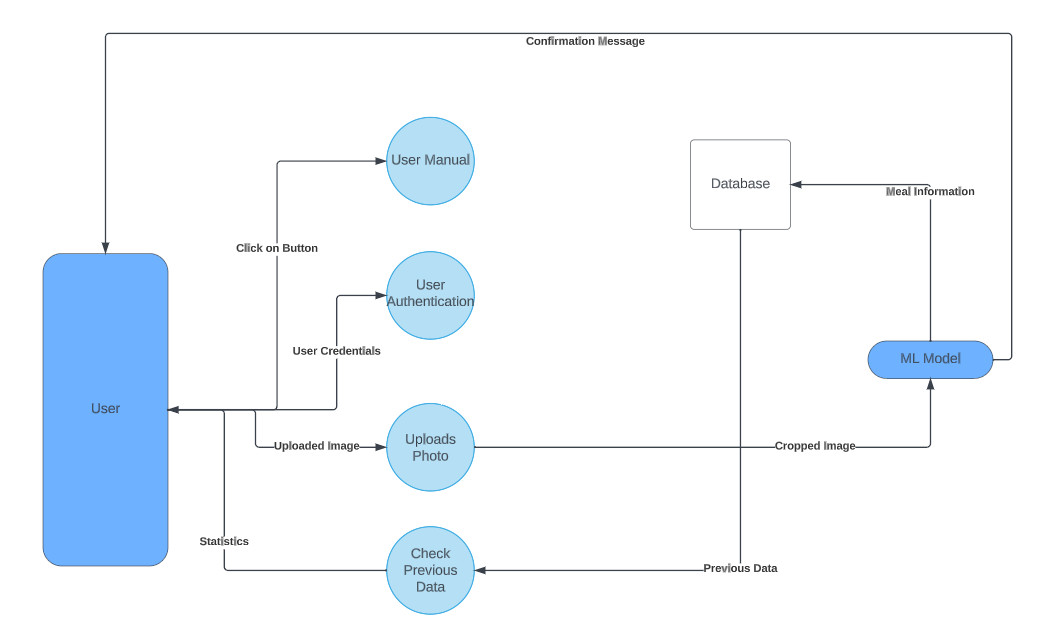 Confirmation Message
User Manual
Database
Meal Information
Click on Button
User
Authentication
User Credentials
ML Model
User
Uploads
Photo
Uploaded Image
Cropped Image
Statistics
Check
Previous
Data
Previous Data